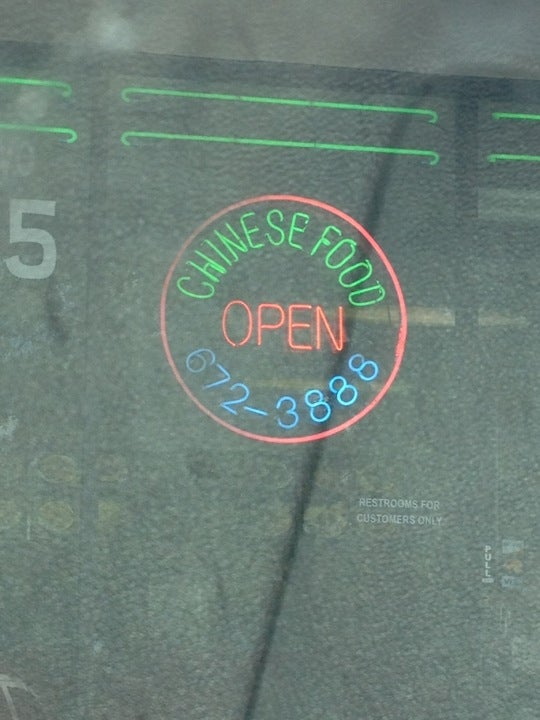 5
CHINESE FOOD
OPEN
672-3888
RESTROOMS FOR
CUSTOMERS ONLY
PULL